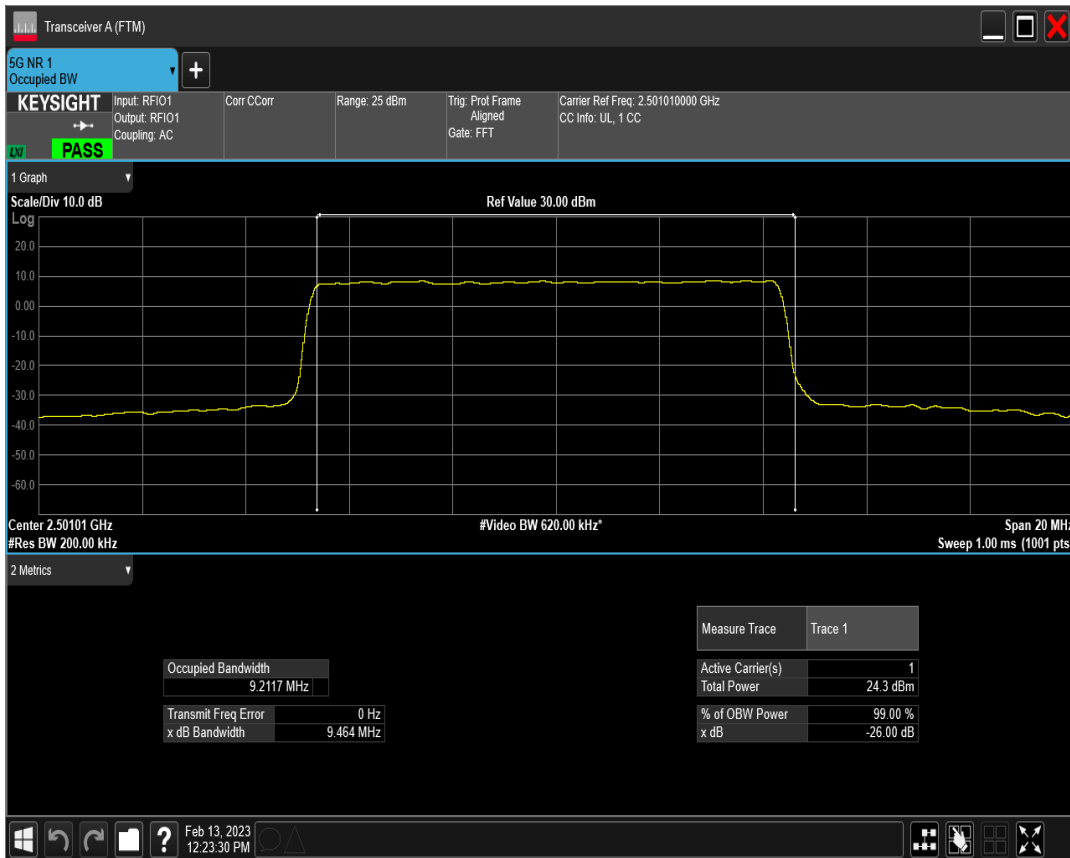 Transceiver A (FTM)
5G NR 1
Occupied BW
+
KEYSIGHT
LXI
PASS
Input: RFIO1
Output: RFIO1
Coupling: AC
Corr CCorr
Range: 25 dBm
Trig: Prot Frame
Aligned
Gate: FFT
Carrier Ref Freq: 2.501010000 GHz
CC Info: UL, 1 CC
1 Graph
Scale/Div 10.0 dB
Ref Value 30.00 dBm
Log
20.0
10.0
0.00
-10.0
-20.0
-30.0
-40.0
-50.0
-60.0
Center 2.50101 GHz
#Video BW 620.00 kHz*
Span 20 MHz
#Res BW 200.00 kHz
Sweep 1.00 ms (1001 pts
2 Metrics
Measure Trace Trace 1
Occupied Bandwidth
9.2117 MHz
Active Carrier(s) 1
Total Power 24.3 dBm
Transmit Freq Error 0 Hz
x dB Bandwidth 9.464 MHz
% of OBW Power 99.00 %
x dB -26.00 dB
?
Feb 13, 2023
12:23:30 PM